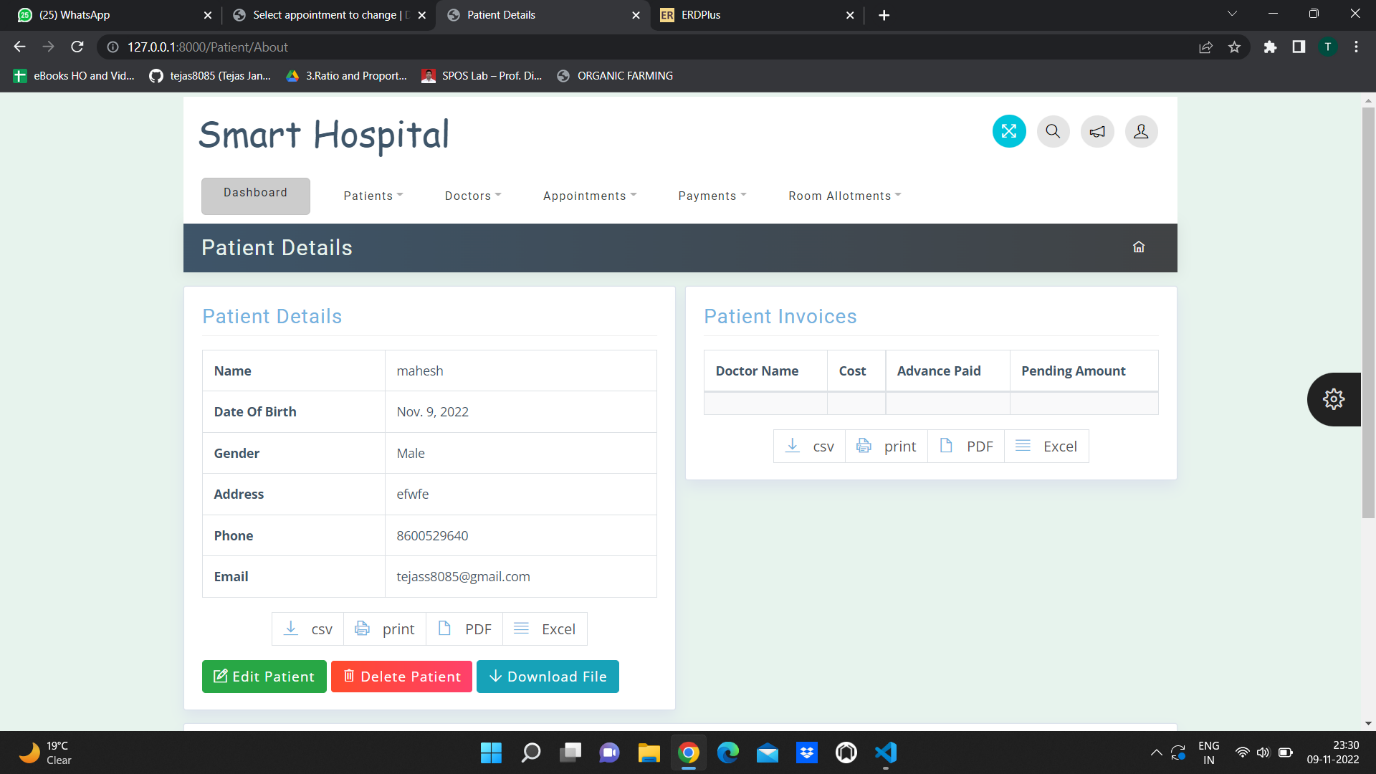 25
(25) WhatsApp
Select appointment to change | D
Patient Details
ER
ERDPlus
127.0.0.1:8000/Patient/About
T
eBooks HO and Vid...
tejas8085 (Tejas Jan...
3.Ratio and Proport...
SPOS Lab – Prof. Di...
ORGANIC FARMING
Smart Hospital
Dashboard
Patients
Doctors
Appointments
Payments
Room Allotments
Patient Details
Patient Details
Name mahesh
Date Of Birth Nov. 9, 2022
Gender Male
Address efwfe
Phone 8600529640
Email tejass8085@gmail.com
csv print PDF Excel
Edit Patient Delete Patient Download File
Patient Invoices
Doctor Name Cost Advance Paid Pending Amount
csv print PDF Excel
19°C
Clear
ENG
IN
23:30
09-11-2022